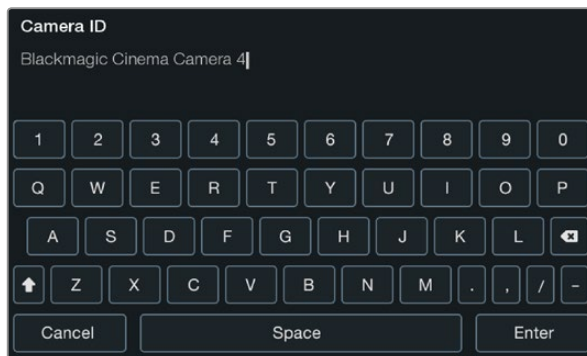 Camera ID
Blackmagic Cinema Camera 4
1 2 3 4 5 6 7 8 9 0
Q W E R T Y U I O P
A S D F G H J K L
Z X C V B N M . , / -
Cancel Space Enter